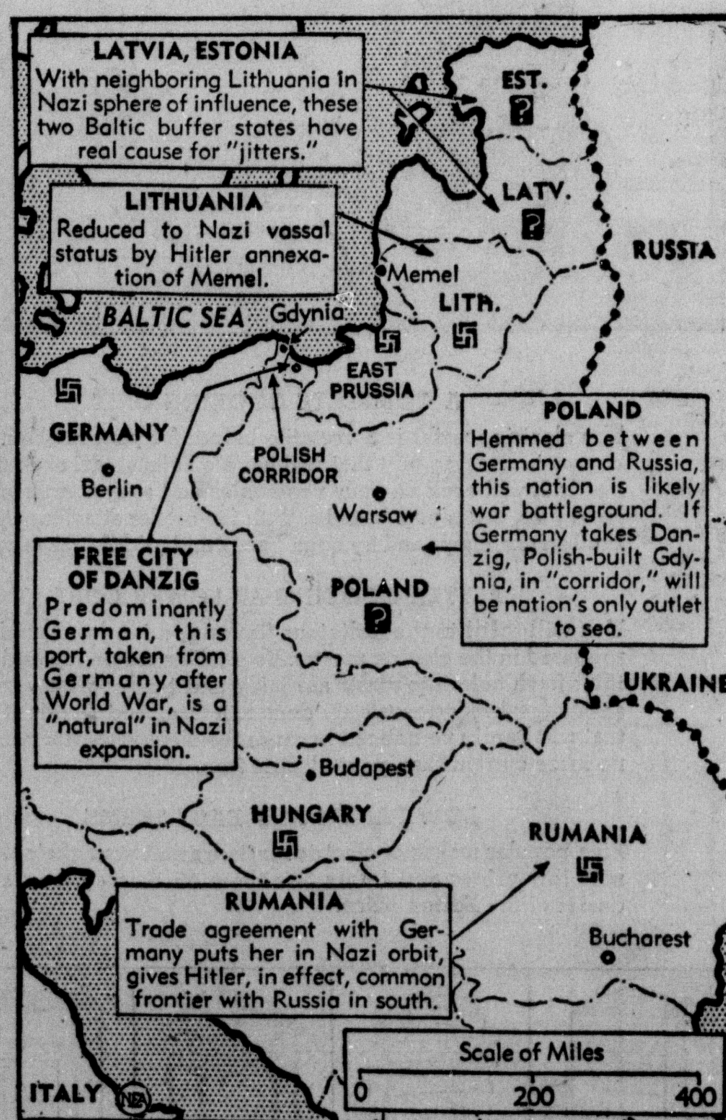 LATVIA, ESTONIA
With neighboring Lithuania in
Nazi sphere of influence, these
two Baltic buffer states have
real cause for "jitters."
EST.
?
LATV.
?
LITHUANIA
Reduced to Nazi vassal
status by Hitler annexa-
tion of Memel.
RUSSIA
Memel
LITH.
BALTIC SEA
Gdynia
EAST
PRUSSIA
GERMANY
Berlin
POLISH
CORRIDOR
Warsaw
POLAND
Hemmed between
Germany and Russia,
this nation is likely
war battleground. If
Germany takes Dan-
zig, Polish-built Gdy-
nia, in "corridor," will
be nation's only outlet
to sea.
FREE CITY
OF DANZIG
Predominantly
German, this
port, taken from
Germany after
World War, is a
"natural" in Nazi
expansion.
POLAND
?
UKRAINE
Budapest
HUNGARY
RUMANIA
RUMANIA
Trade agreement with Ger-
many puts her in Nazi orbit,
gives Hitler, in effect, common
frontier with Russia in south.
Bucharest
Scale of Miles
0 200 400
ITALY
NEA